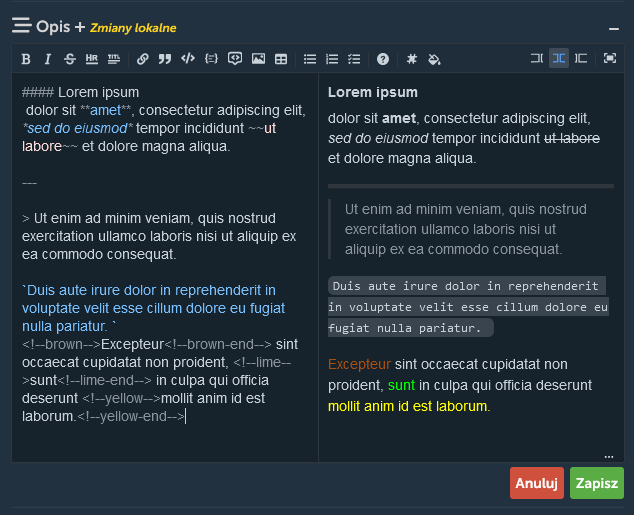 Opis + Zmiany lokalne
B I S HR
#### Lorem ipsum
dolor sit **amet**, consectetur adipiscing elit,
*sed do eiusmod* tempor incididunt ~~ut
labore~~ et dolore magna aliqua.
---
> Ut enim ad minim veniam, quis nostrud
exercitation ullamco laboris nisi ut aliquip ex
ea commodo consequat.
`Duis aute irure dolor in reprehenderit in
voluptate velit esse cillum dolore eu fugiat
nulla pariatur. `
<!--brown-->Excepteur<!--brown-end--> sint
occaecat cupidatat non proident, <!--lime--
>sunt<!--lime-end--> in culpa qui officia
deserunt <!--yellow-->mollit anim id est
laborum.<!--yellow-end-->
Lorem ipsum
dolor sit amet, consectetur adipiscing elit,
sed do eiusmod tempor incididunt ut labore
et dolore magna aliqua.
Ut enim ad minim veniam, quis nostrud
exercitation ullamco laboris nisi ut
aliquip ex ea commodo consequat.
Duis aute irure dolor in reprehenderit
in voluptate velit esse cillum dolore eu
fugiat nulla pariatur.
Excepteur sint occaecat cupidatat non
proident, sunt in culpa qui officia deserunt
mollit anim id est laborum.
Anuluj Zapisz